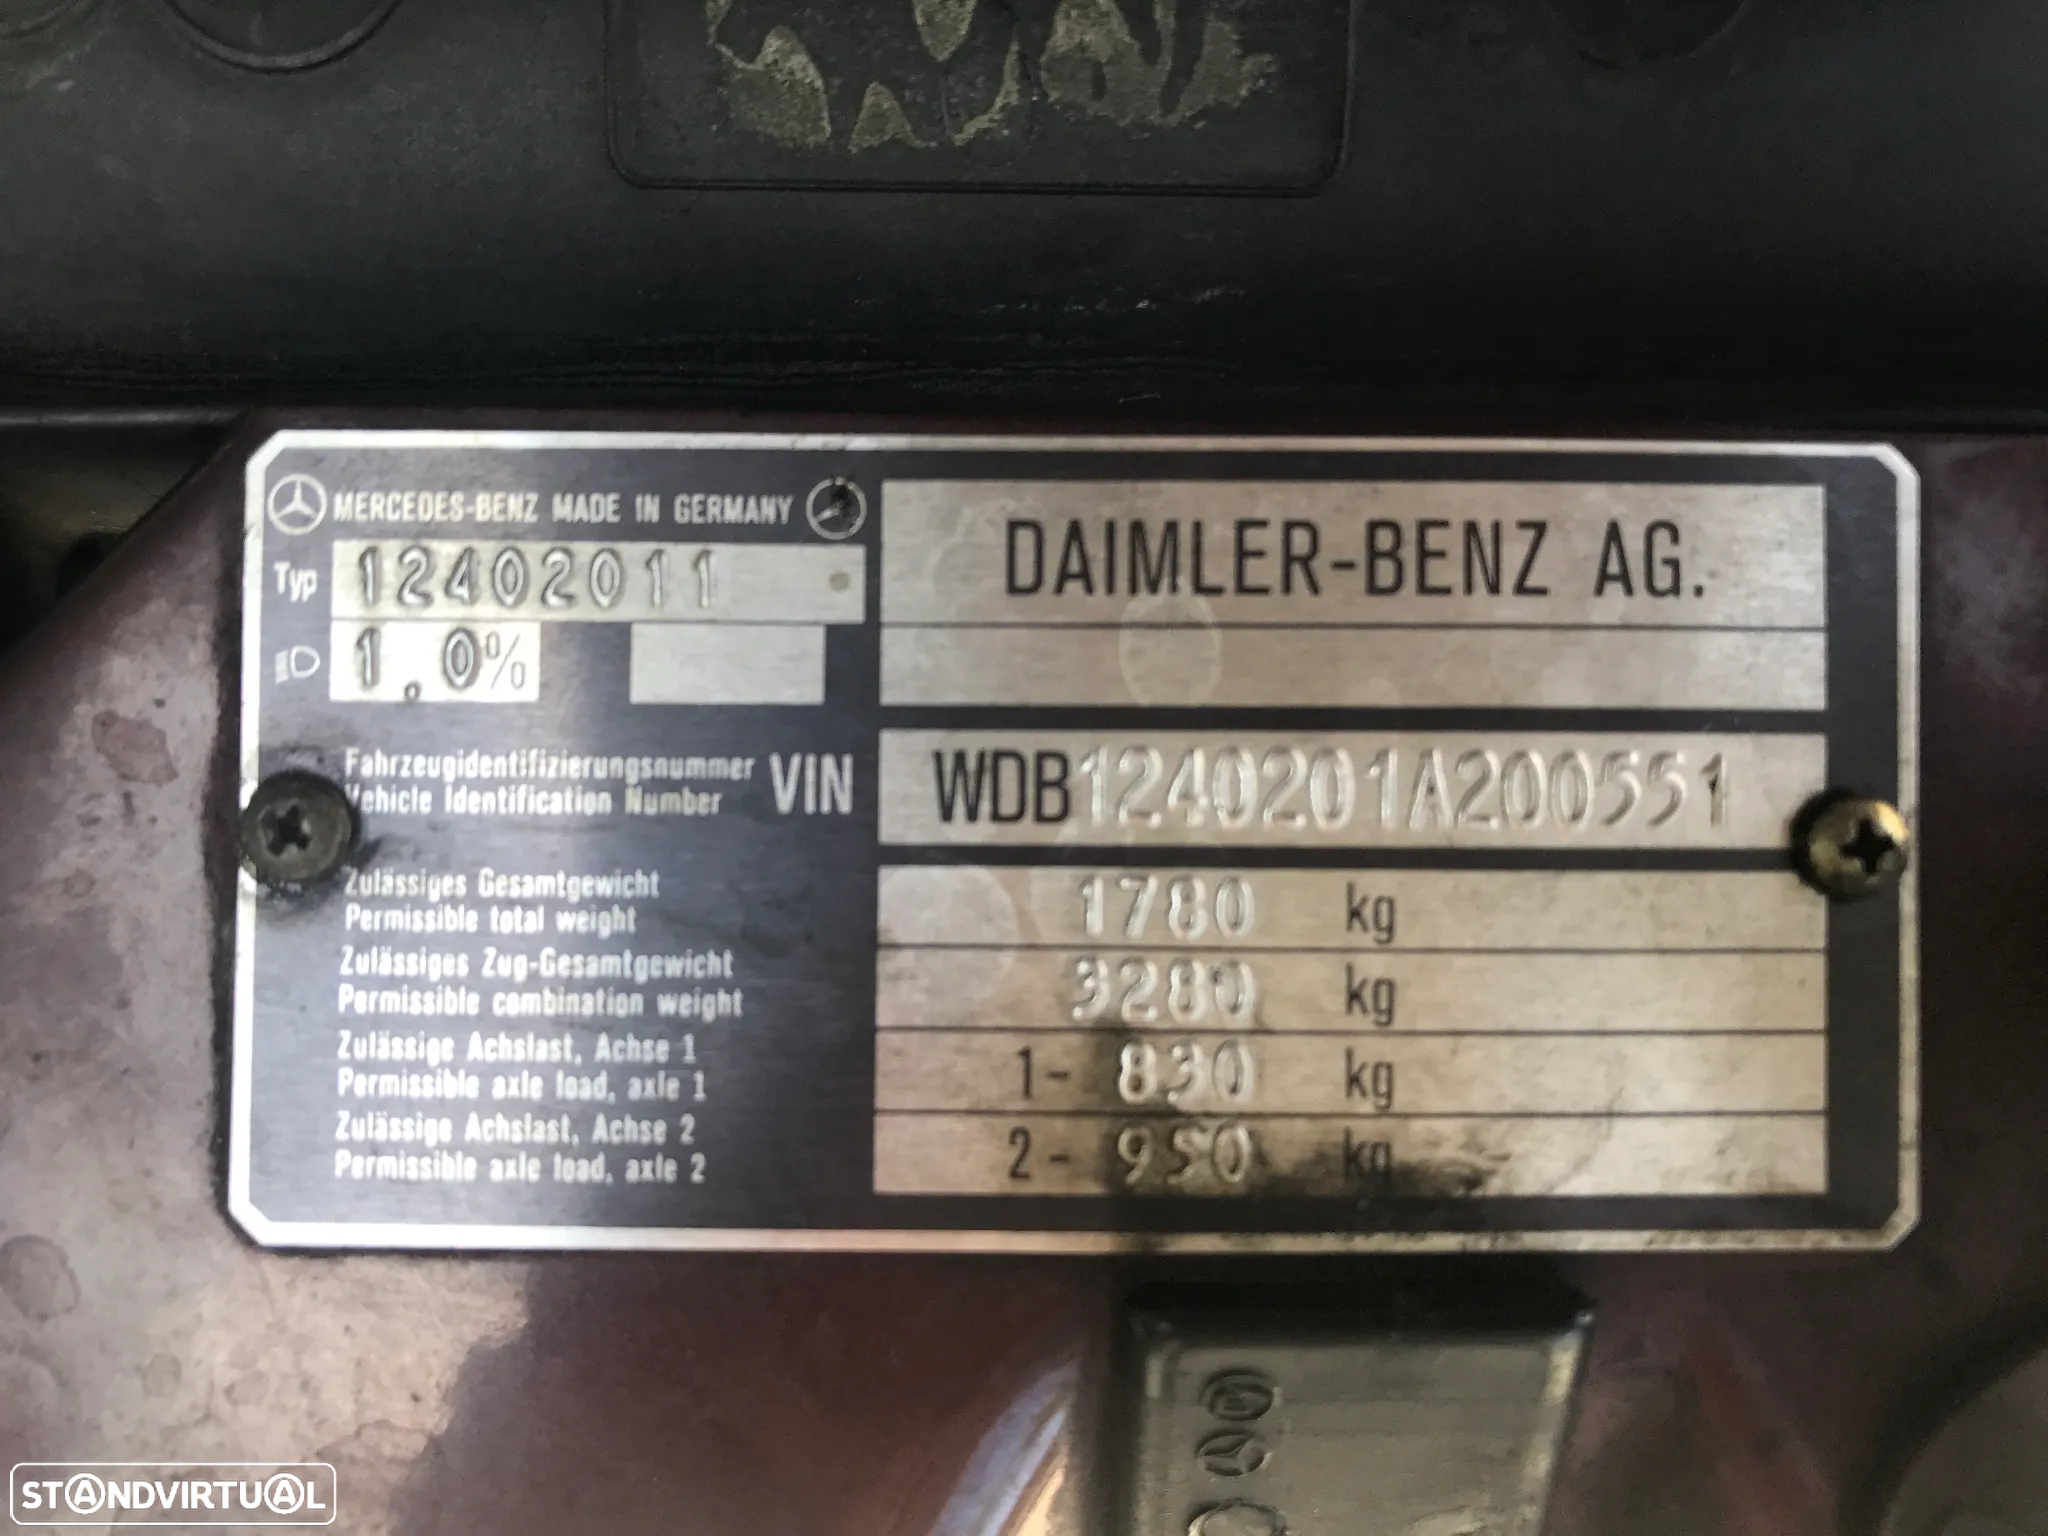 MERCEDES-BENZ MADE IN GERMANY
Typ 12402011
1.0%
DAIMLER-BENZ AG.
Fahrzeugidentifizierungsnummer
Vehicle Identification Number
VIN WDB1240201A200551
Zulässiges Gesamtgewicht
Permissible total weight
1780 kg
Zulässiges Zug-Gesamtgewicht
Permissible combination weight
3280 kg
Zulässige Achslast, Achse 1
Permissible axle load, axle 1
1- 830 kg
Zulässige Achslast, Achse 2
Permissible axle load, axle 2
2- 950 kg
STANDVIRTUAL